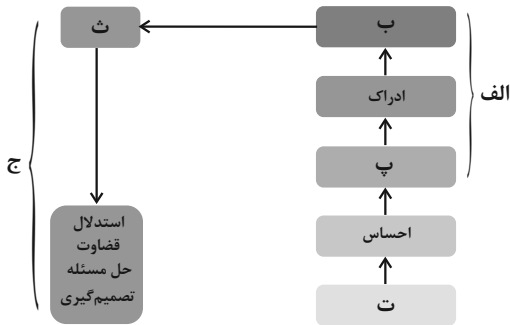 ث
ب
ادراک
الف
پ
ج
احساس
ت
استدلال
قضاوت
حل مسئله
تصمیم‌گیری